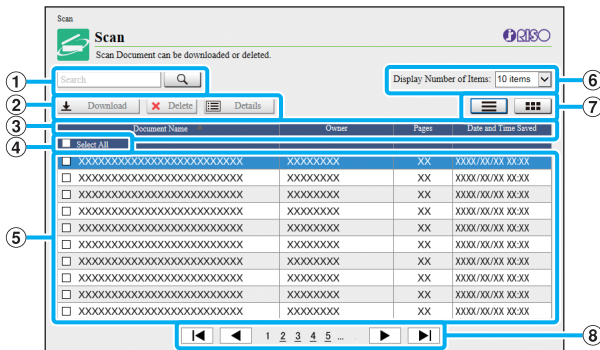 Scan
Scan
RISO
Scan Document can be downloaded or deleted.
1
Search
Display Number of Items: 10 items
6
2
Download Delete Details
7
3
Document Name Owner Pages Date and Time Saved
4
Select All
XXXXXXXXXXXXXXXXXXXXXXXXX XXXXXXXX XX XXXX/XX/XX XX:XX
XXXXXXXXXXXXXXXXXXXXXXXXX XXXXXXXX XX XXXX/XX/XX XX:XX
XXXXXXXXXXXXXXXXXXXXXXXXX XXXXXXXX XX XXXX/XX/XX XX:XX
XXXXXXXXXXXXXXXXXXXXXXXXX XXXXXXXX XX XXXX/XX/XX XX:XX
XXXXXXXXXXXXXXXXXXXXXXXXX XXXXXXXX XX XXXX/XX/XX XX:XX
5
XXXXXXXXXXXXXXXXXXXXXXXXX XXXXXXXX XX XXXX/XX/XX XX:XX
XXXXXXXXXXXXXXXXXXXXXXXXX XXXXXXXX XX XXXX/XX/XX XX:XX
XXXXXXXXXXXXXXXXXXXXXXXXX XXXXXXXX XX XXXX/XX/XX XX:XX
XXXXXXXXXXXXXXXXXXXXXXXXX XXXXXXXX XX XXXX/XX/XX XX:XX
XXXXXXXXXXXXXXXXXXXXXXXXX XXXXXXXX XX XXXX/XX/XX XX:XX
1 2 3 4 5 ...
8